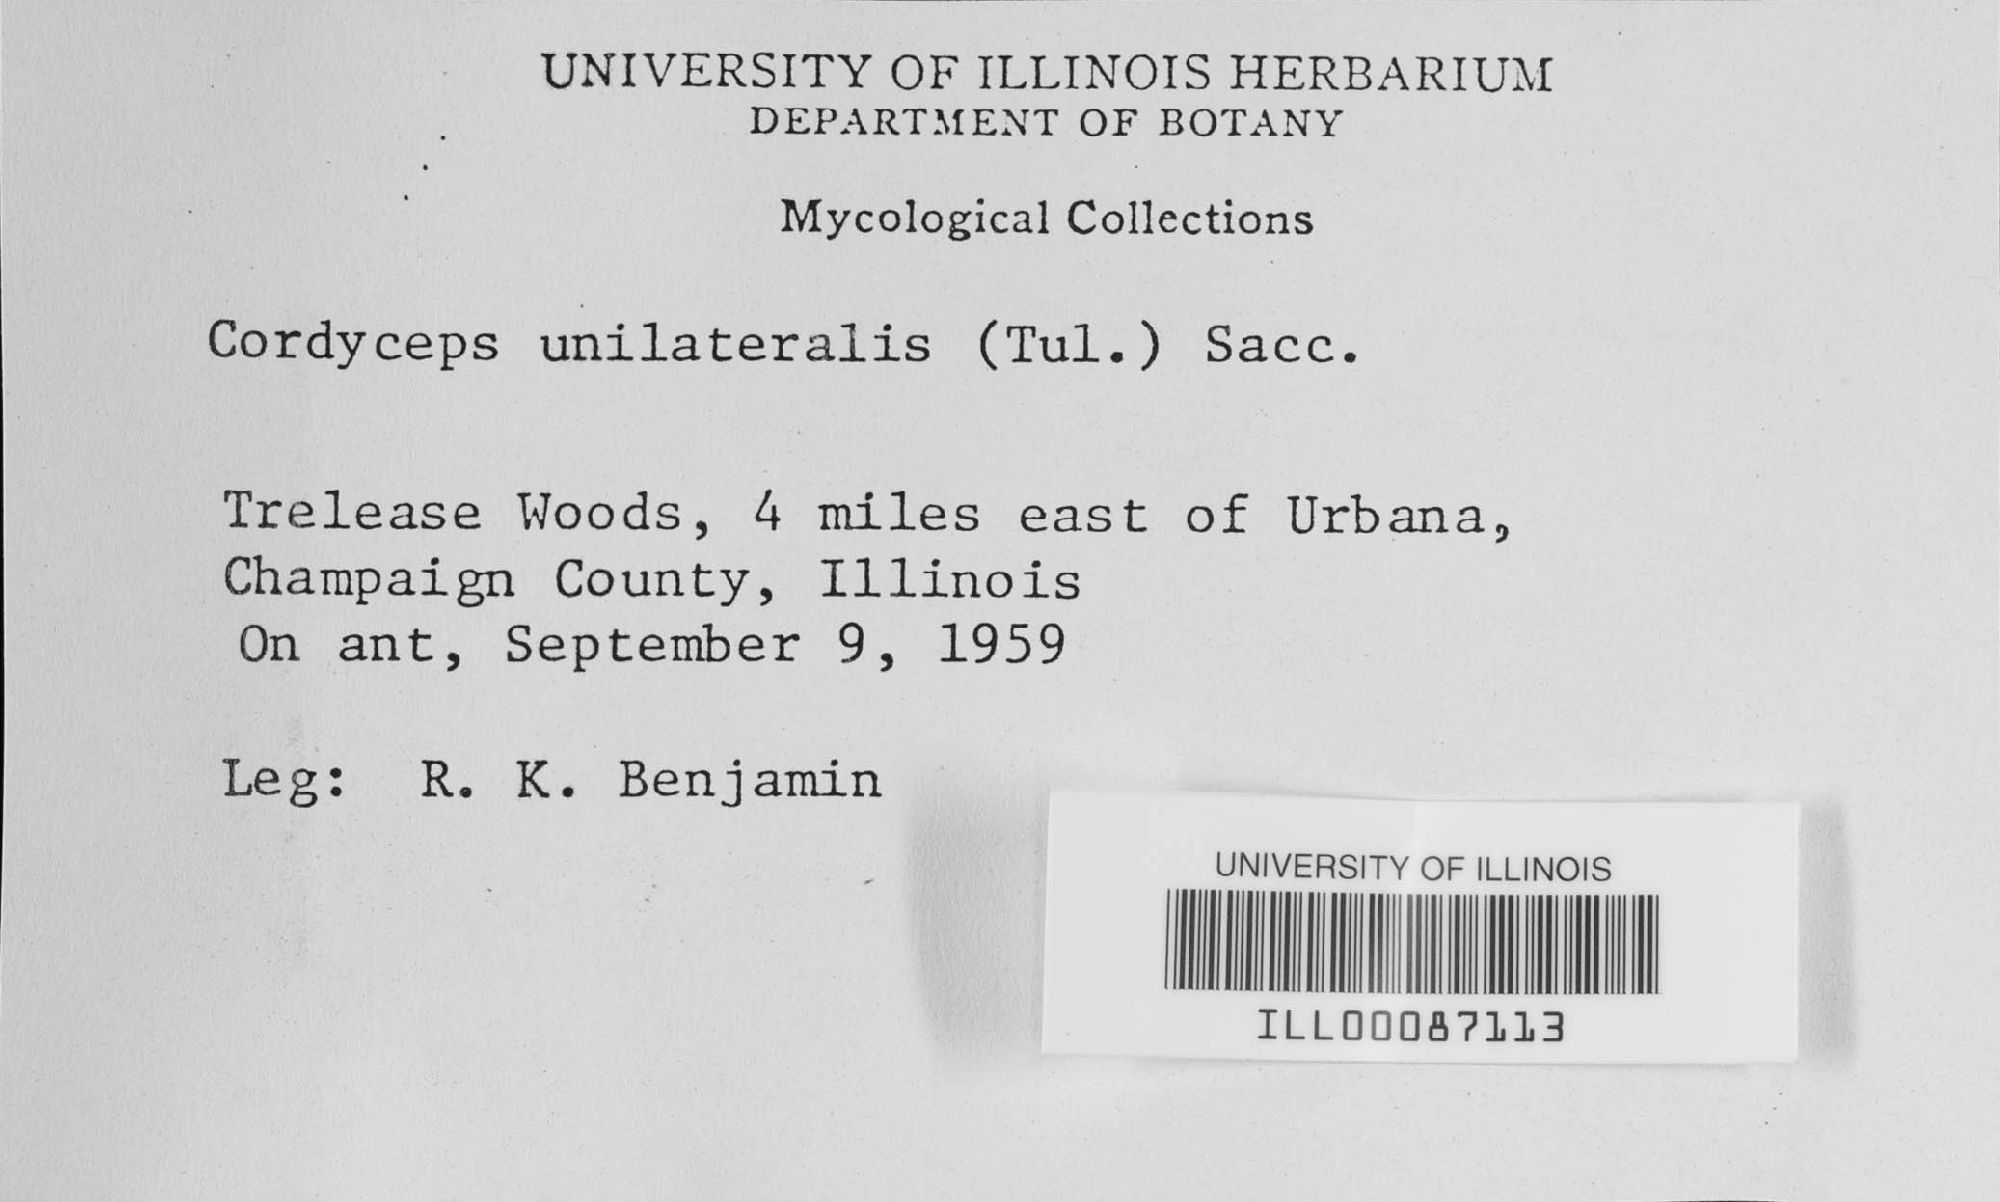 UNIVERSITY OF ILLINOIS HERBARIUM
DEPARTMENT OF BOTANY
Mycological Collections
Cordyceps unilateralis (Tul.) Sacc.
Trelease Woods, 4 miles east of Urbana,
Champaign County, Illinois
On ant, September 9, 1959
Leg: R. K. Benjamin
UNIVERSITY OF ILLINOIS
ILL00087113